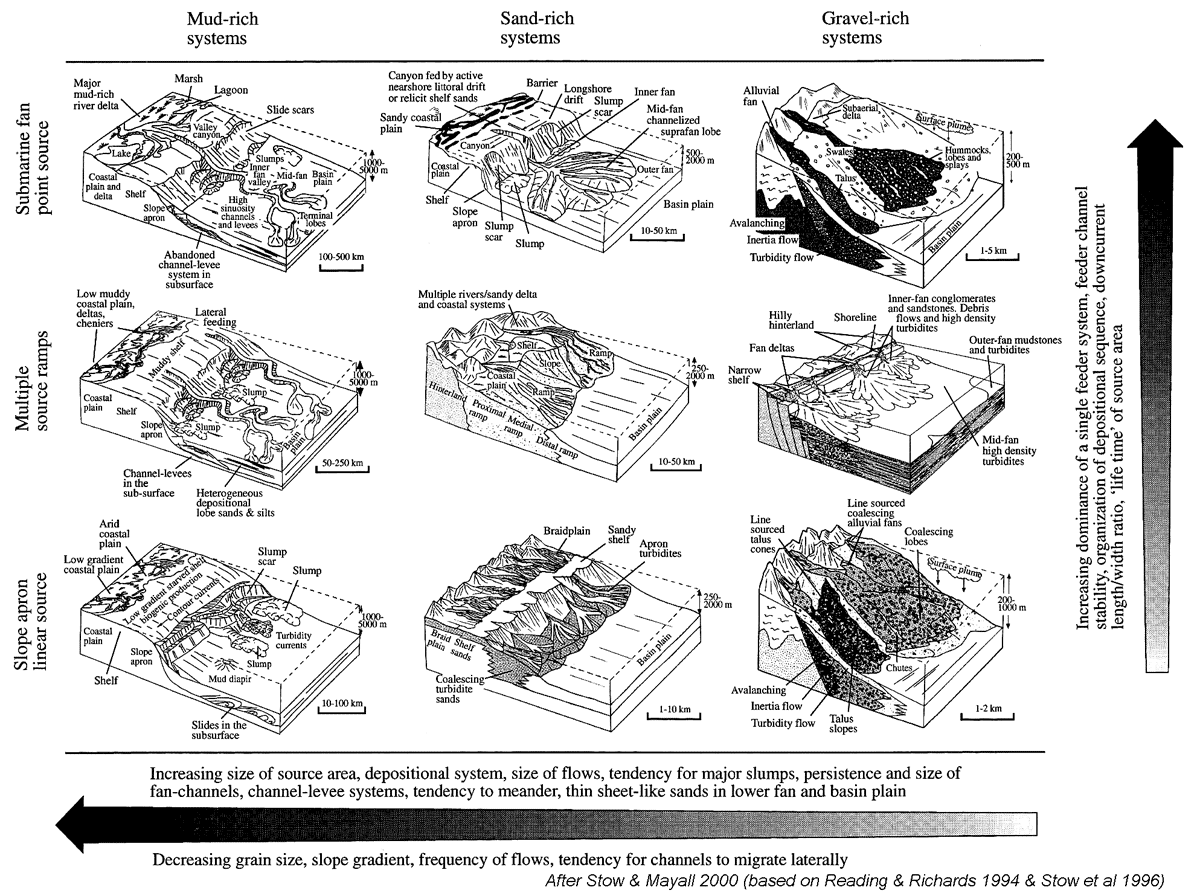 Mud-rich
systems
Sand-rich
systems
Gravel-rich
systems
Submarine fan
point source
Major
mud-rich
river delta
Marsh
Lagoon
Slide scars
Valley
canyon
Lake
Slumps
Inner
fan
valley
Mid-fan
Basin
plain
1000-
5000 m
Coastal
plain and
delta
Shelf
High
sinuosity
channels
and levees
Slope
apron
Terminal
lobes
Abandoned
channel-levee
system in
subsurface
100-500 km
Canyon fed by active
nearshore littoral drift
or relicit shelf sands
Barrier
Longshore
drift
Slump
scar
Inner fan
Mid-fan
channelized
suprafan lobe
Sandy coastal
plain
Canyon
500-
2000 m
Coastal
plain
Outer fan
Shelf
Slope
apron
Basin plain
Slump
scar
Slump
10-50 km
Alluvial
fan
Subaerial
delta
Surface plume
Swales
Hummocks,
lobes and
splays
200-
500 m
Talus
Avalanching
Inertia flow
Turbidity flow
Basin plain
1-5 km
Multiple
source ramps
Low muddy
coastal plain,
deltas,
cheniers
Lateral
feeding
Muddy shelf
1000-
5000 m
Coastal
plain
Shelf
Slump
Slope
apron
Slump
Basin
plain
Channel-levees
in the
sub-surface
Heterogeneous
depositional
lobe sands & silts
50-250 km
Multiple rivers/sandy delta
and coastal systems
Shelf
Ramp
Slope
250-
2000 m
Coastal
plain
Ramp
Hinterland
Proximal
ramp
Medial
ramp
Distal ramp
Basin plain
10-50 km
Hilly
hinterland
Shoreline
Inner-fan conglomerates
and sandstones. Debris
flows and high density
turbidites
Fan deltas
Outer-fan mudstones
and turbidites
Narrow
shelf
Mid-fan
high density
turbidites
Slope apron
linear source
Arid
coastal
plain
Low gradient
coastal plain
Slump
scar
Slump
Low gradient starved shelf
biogenic production
Contour currents
1000-
5000 m
Coastal
plain
Turbidity
currents
Slope
apron
Slump
Shelf
Mud diapir
Slides in the
subsurface
10-100 km
Braidplain
Sandy
shelf
Apron
turbidites
250-
2000 m
Braid
plain
Shelf
sands
Basin plain
Coalescing
turbidite
sands
1-10 km
Line
sourced
talus
cones
Line sourced
coalescing
alluvial fans
Coalescing
lobes
Surface plume
200-
1000 m
Chutes
Avalanching
Inertia flow
Turbidity flow
Talus
slopes
1-2 km
Increasing dominance of a single feeder system, feeder channel
stability, organization of depositional sequence, downcurrent
length/width ratio, 'life time' of source area
Increasing size of source area, depositional system, size of flows, tendency for major slumps, persistence and size of
fan-channels, channel-levee systems, tendency to meander, thin sheet-like sands in lower fan and basin plain
Decreasing grain size, slope gradient, frequency of flows, tendency for channels to migrate laterally
After Stow & Mayall 2000 (based on Reading & Richards 1994 & Stow et al 1996)